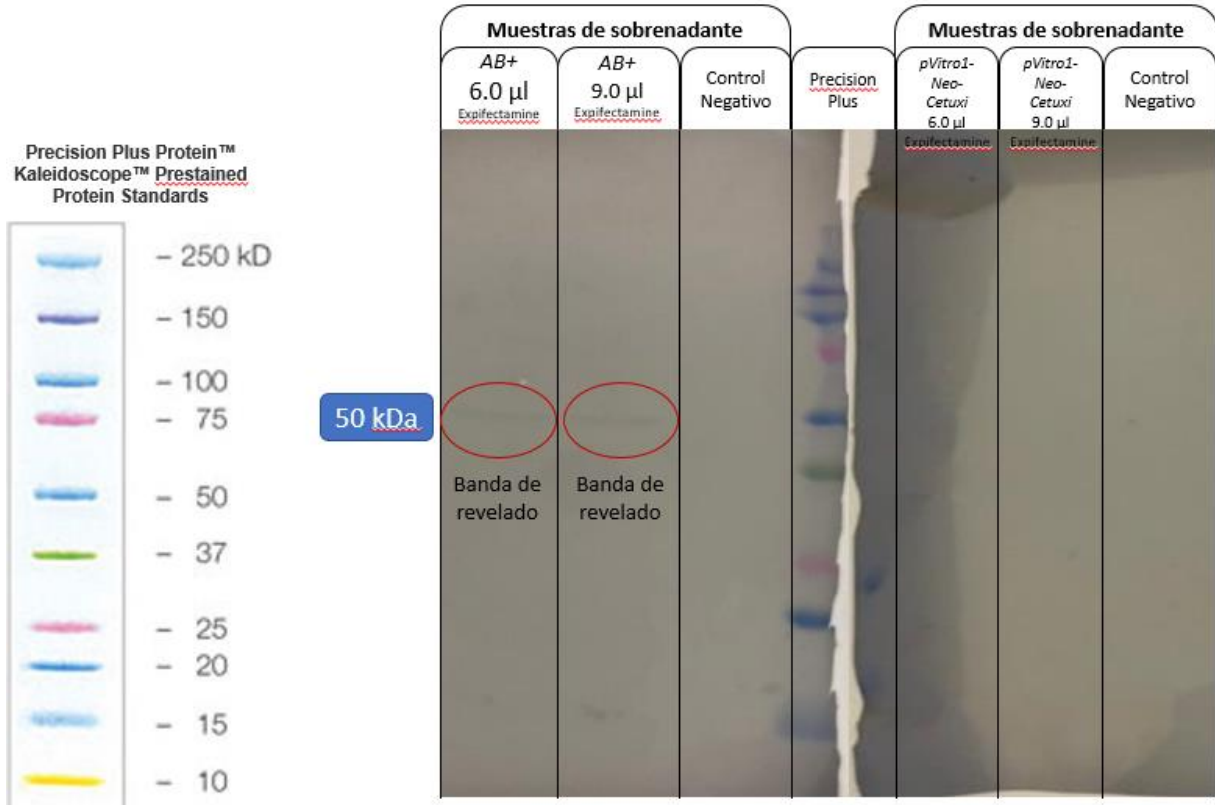 Precision Plus Protein™
Kaleidoscope™ Prestained
Protein Standards
– 250 kD
– 150
– 100
– 75
– 50
– 37
– 25
– 20
– 15
– 10
50 kDa
Muestras de sobrenadante
AB+
6.0 µl
Expifectamine
AB+
9.0 µl
Expifectamine
Control
Negativo
Precision
Plus
Muestras de sobrenadante
pVitro1-
Neo-
Cetuxi
6.0 µl
Expifectamine
pVitro1-
Neo-
Cetuxi
9.0 µl
Expifectamine
Control
Negativo
Banda de
revelado
Banda de
revelado